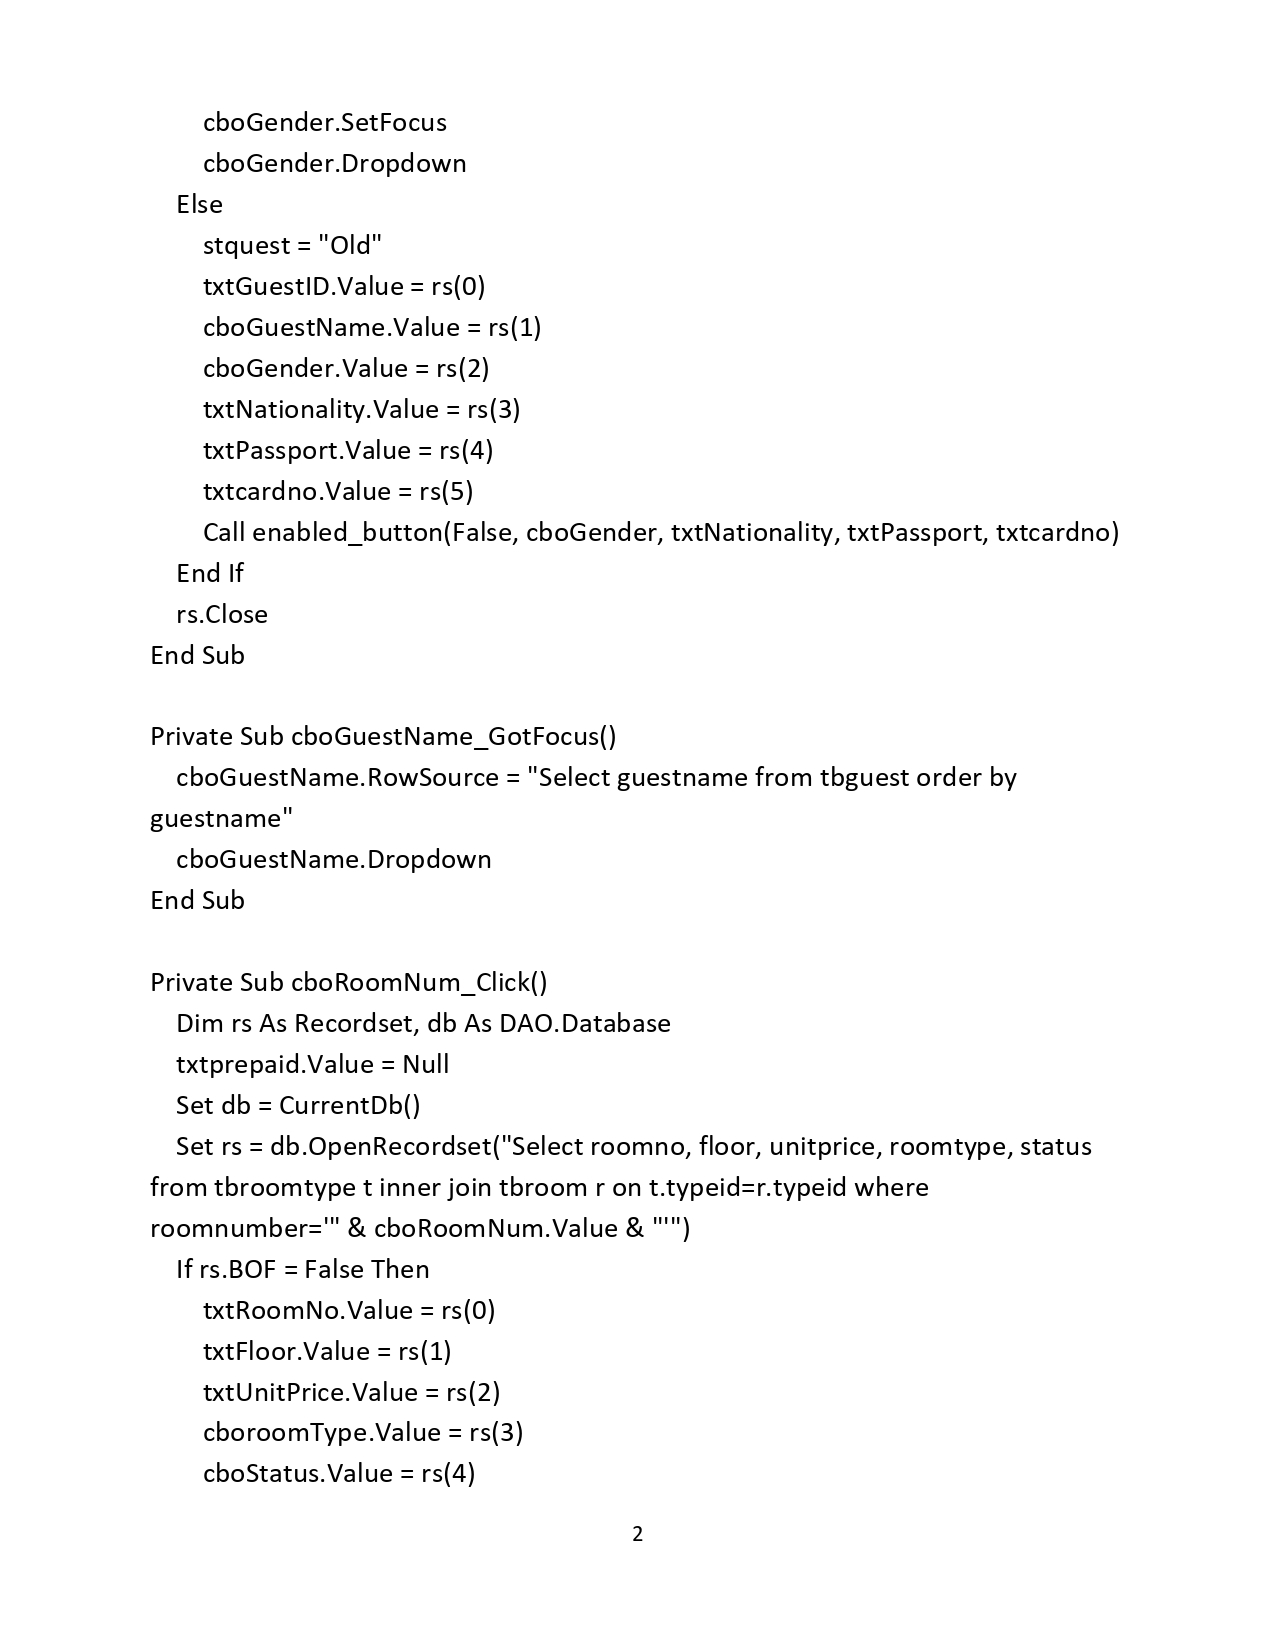 cboGender.SetFocus
cboGender.Dropdown
Else
stquest = "Old"
txtGuestID.Value = rs(0)
cboGuestName.Value = rs(1)
cboGender.Value = rs(2)
txtNationality.Value = rs(3)
txtPassport.Value = rs(4)
txtcardno.Value = rs(5)
Call enabled_button(False, cboGender, txtNationality, txtPassport, txtcardno)
End If
rs.Close
End Sub
Private Sub cboGuestName_GotFocus()
cboGuestName.RowSource = "Select guestname from tbguest order by
guestname"
cboGuestName.Dropdown
End Sub
Private Sub cboRoomNum_Click()
Dim rs As Recordset, db As DAO.Database
txtprepaid.Value = Null
Set db = CurrentDb()
Set rs = db.OpenRecordset("Select roomno, floor, unitprice, roomtype, status
from tbroomtype t inner join tbroom r on t.typeid=r.typeid where
roomnumber='" & cboRoomNum.Value & "'")
If rs.BOF = False Then
txtRoomNo.Value = rs(0)
txtFloor.Value = rs(1)
txtUnitPrice.Value = rs(2)
cboroomType.Value = rs(3)
cboStatus.Value = rs(4)
2